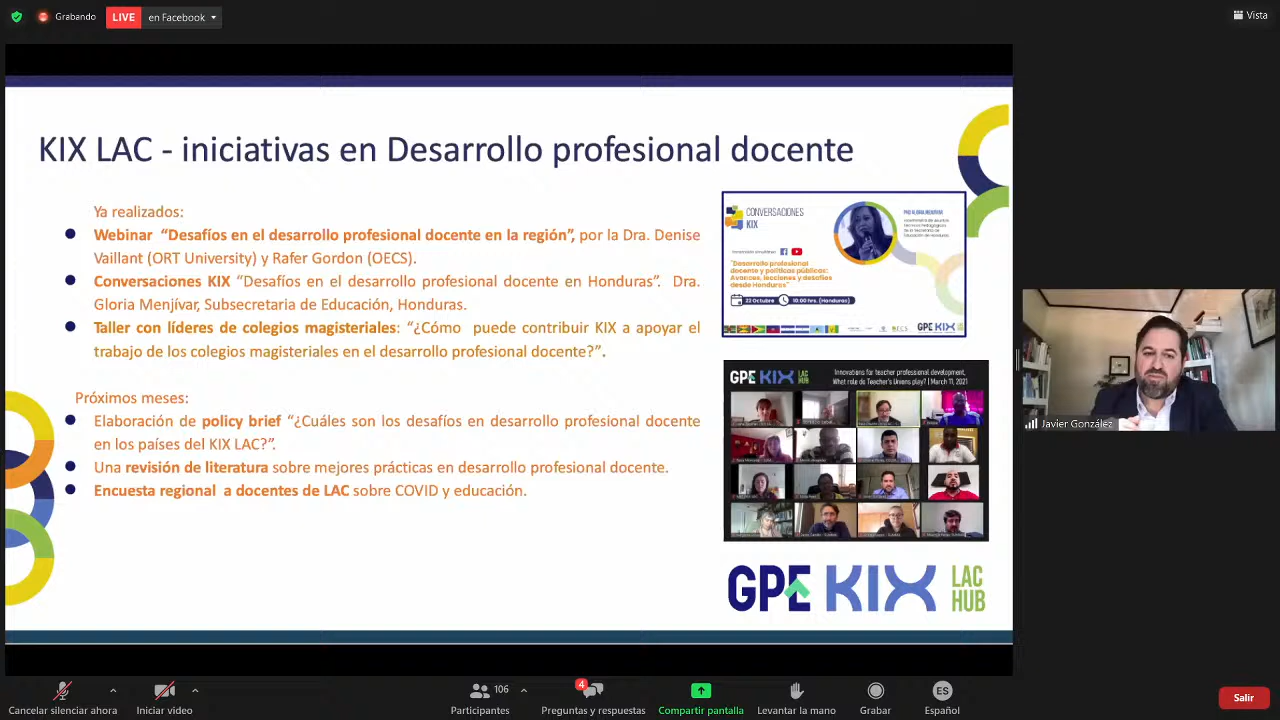 Grabando
LIVE
en Facebook
Vista
KIX LAC - iniciativas en Desarrollo profesional docente
Ya realizados:
Webinar “Desafíos en el desarrollo profesional docente en la región”, por la Dra. Denise
Vaillant (ORT University) y Rafer Gordon (OECS).
Conversaciones KIX “Desafíos en el desarrollo profesional docente en Honduras”. Dra.
Gloria Menjívar, Subsecretaria de Educación, Honduras.
Taller con líderes de colegios magisteriales: “¿Cómo puede contribuir KIX a apoyar el
trabajo de los colegios magisteriales en el desarrollo profesional docente?”.
Próximos meses:
Elaboración de policy brief “¿Cuáles son los desafíos en desarrollo profesional docente
en los países del KIX LAC?”.
Una revisión de literatura sobre mejores prácticas en desarrollo profesional docente.
Encuesta regional a docentes de LAC sobre COVID y educación.
CONVERSACIONES
KIX
"Desarrollo profesional
docente y políticas públicas:
Avances, lecciones y desafíos
desde Honduras"
22 Octubre
10:00 hrs. (Honduras)
GPE KIX
GPE KIX LAC HUB
Innovations for teacher professional development,
What role do Teacher's Unions play? | March 11, 2021
GPE KIX LAC
HUB
Javier González
Cancelar silenciar ahora
Iniciar video
106
Participantes
4
Preguntas y respuestas
Compartir pantalla
Levantar la mano
Grabar
ES
Español
Salir